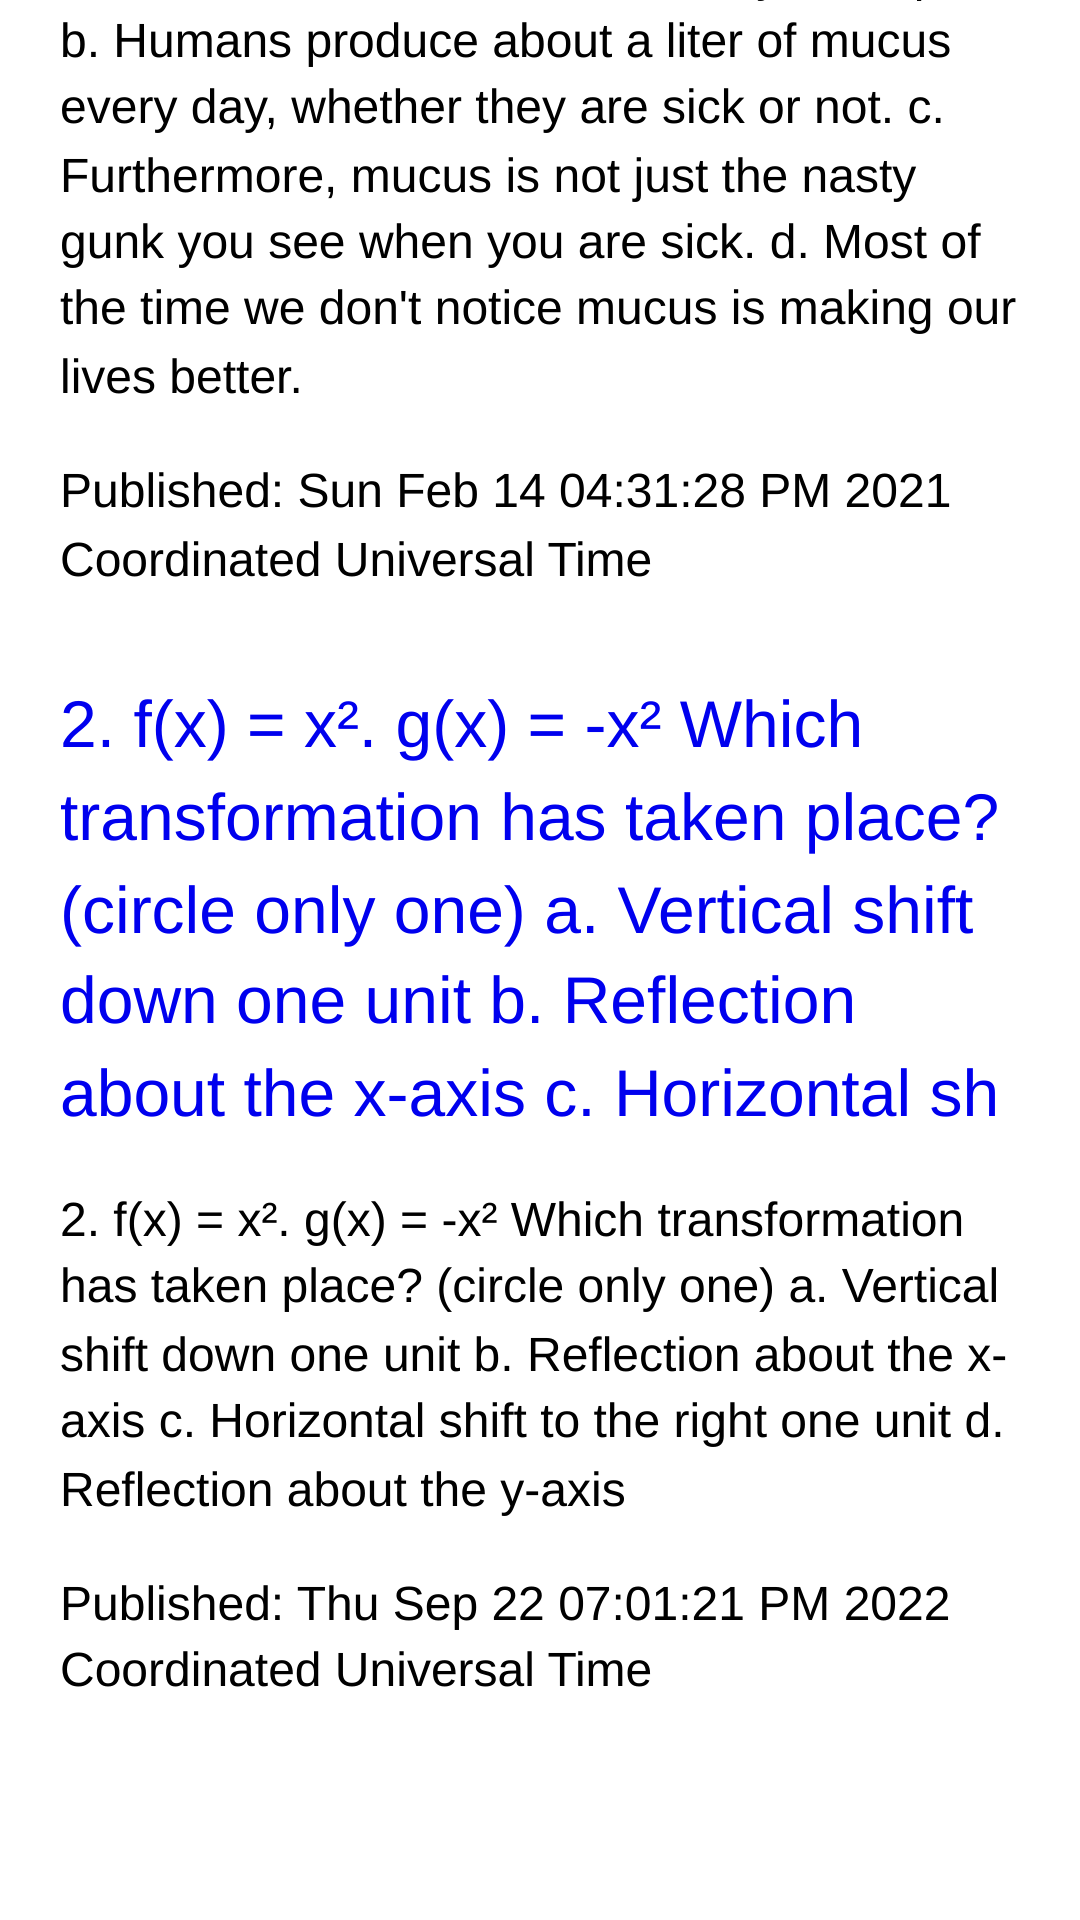 b. Humans produce about a liter of mucus
every day, whether they are sick or not. c.
Furthermore, mucus is not just the nasty
gunk you see when you are sick. d. Most of
the time we don't notice mucus is making our
lives better.
Published: Sun Feb 14 04:31:28 PM 2021
Coordinated Universal Time
2. f(x) = x². g(x) = -x² Which
transformation has taken place?
(circle only one) a. Vertical shift
down one unit b. Reflection
about the x-axis c. Horizontal sh
2. f(x) = x². g(x) = -x² Which transformation
has taken place? (circle only one) a. Vertical
shift down one unit b. Reflection about the x-
axis c. Horizontal shift to the right one unit d.
Reflection about the y-axis
Published: Thu Sep 22 07:01:21 PM 2022
Coordinated Universal Time